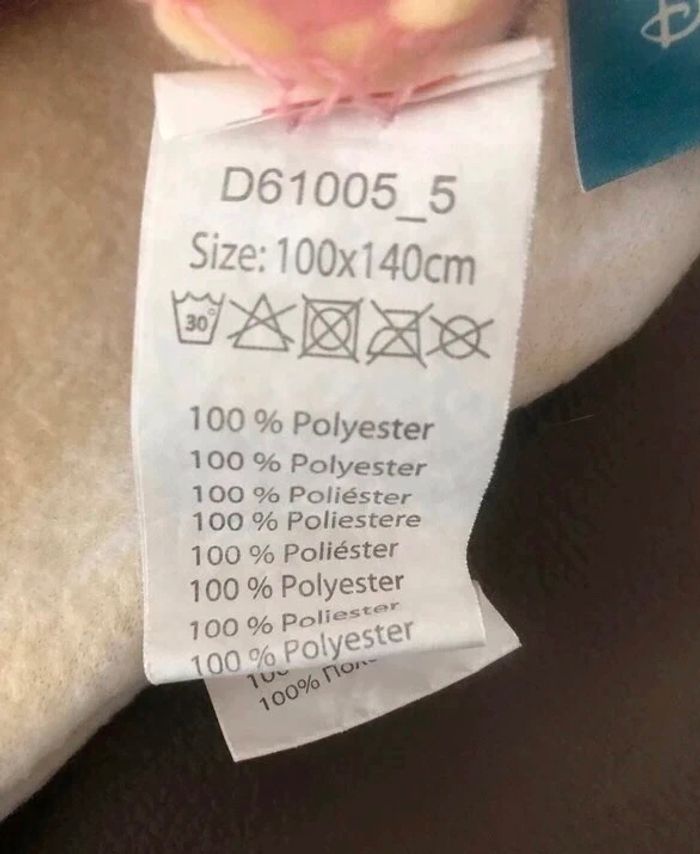 D61005_5
Size: 100x140cm
30°
100 % Polyester
100 % Polyester
100 % Poliéster
100 % Poliestere
100 % Poliéster
100 % Polyester
100 % Poliester
100 % Polyester
100%